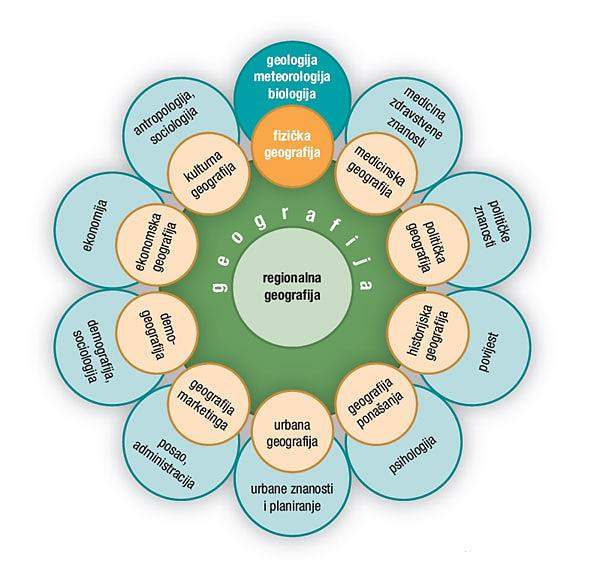 geologija
meteorologija
biologija
fizička
geografija
medicina,
zdravstvene
znanosti
medicinska
geografija
političke
znanosti
politička
geografija
povijest
historijska
geografija
psihologija
geografija
ponašanja
urbane znanosti
i planiranje
urbana
geografija
posao,
administracija
geografija
marketinga
demografija,
sociologija
demo-
geografija
ekonomija
ekonomska
geografija
antropologija,
sociologija
kulturna
geografija
geografija
regionalna
geografija